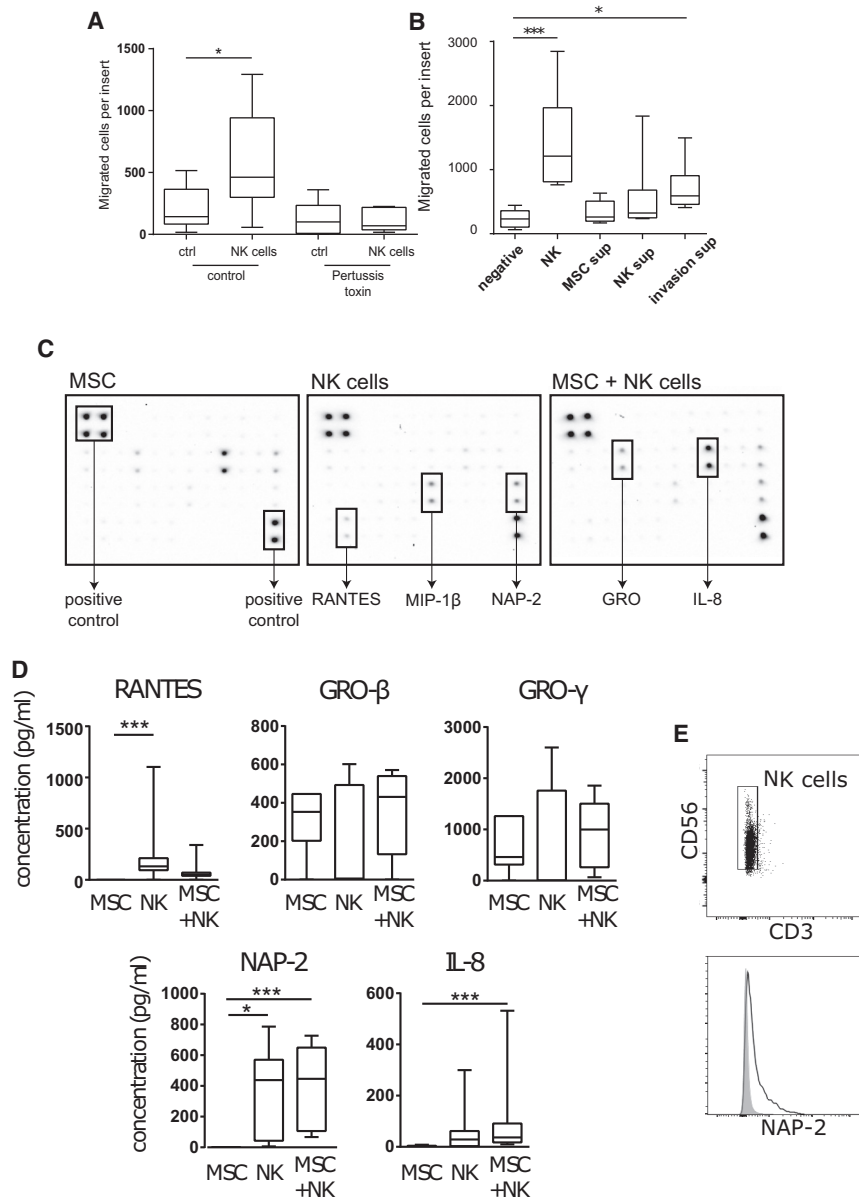 A
Migrated cells per insert
1500
1000
500
0
*
ctrl
NK cells
ctrl
NK cells
control
Pertussis
toxin
B
Migrated cells per insert
3000
2000
1000
0
*
***
negative
NK
MSC sup
NK sup
invasion sup
C
MSC
NK cells
MSC + NK cells
positive
control
positive
control
RANTES
MIP-1β
NAP-2
GRO
IL-8
D
RANTES
concentration (pg/ml)
1500
1000
500
0
***
MSC
NK
MSC
+NK
GRO-β
800
600
400
200
0
MSC
NK
MSC
+NK
GRO-γ
3000
2000
1000
0
MSC
NK
MSC
+NK
NAP-2
concentration (pg/ml)
1000
800
600
400
200
0
***
*
MSC
NK
MSC
+NK
IL-8
600
400
200
0
***
MSC
NK
MSC
+NK
E
NK cells
CD56
CD3
NAP-2